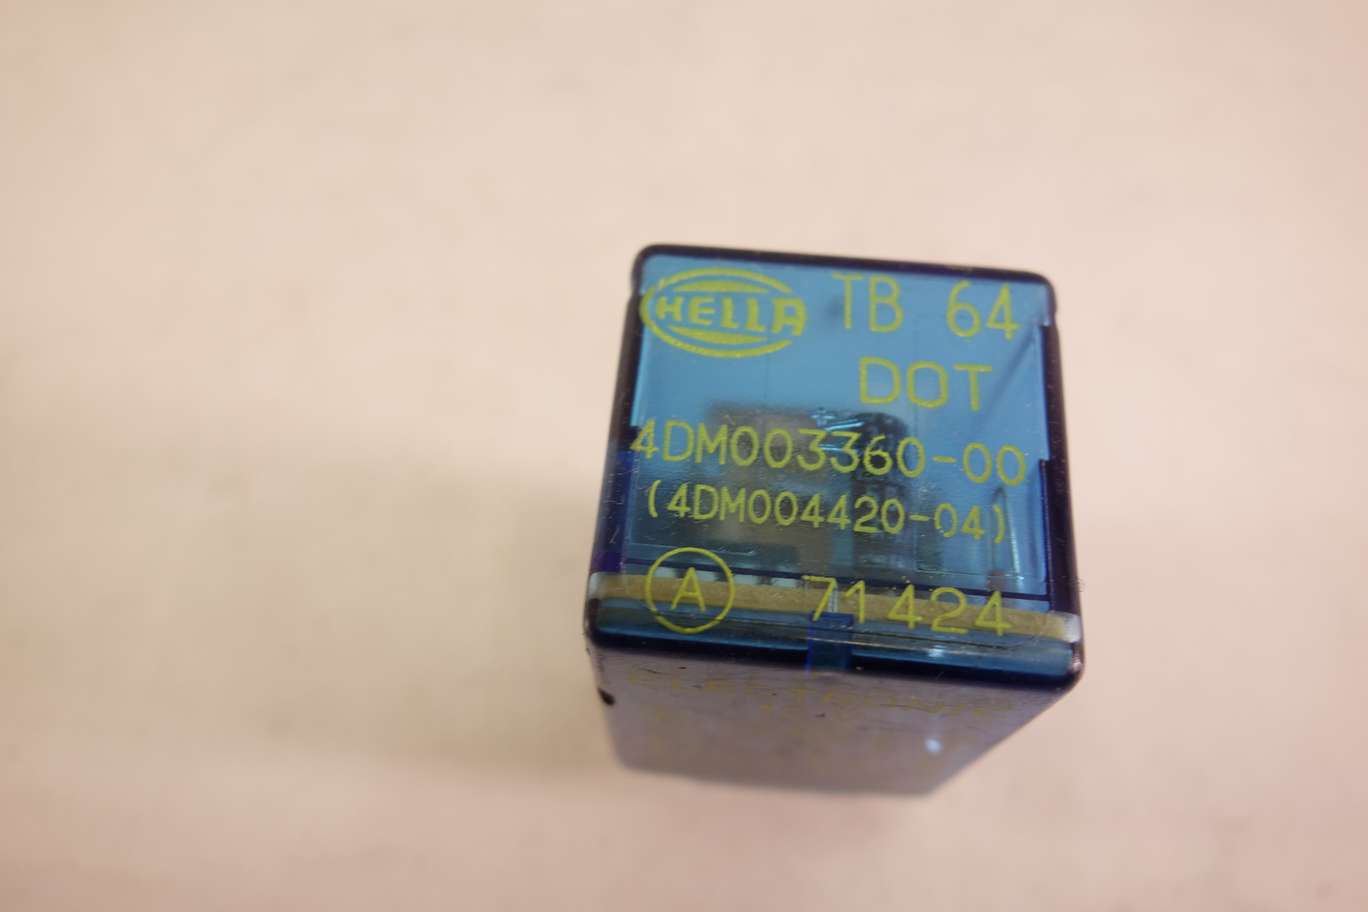 HELLA TB 64
DOT
4DM003360-00
(4DM004420-04)
A 71424